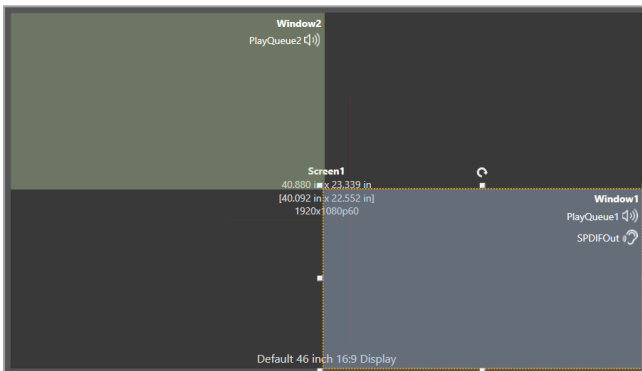 Window2
PlayQueue2
Screen1
40.880 in x 23.339 in
[40.092 in x 22.552 in]
1920x1080p60
Window1
PlayQueue1
SPDIFOut
Default 46 inch 16:9 Display